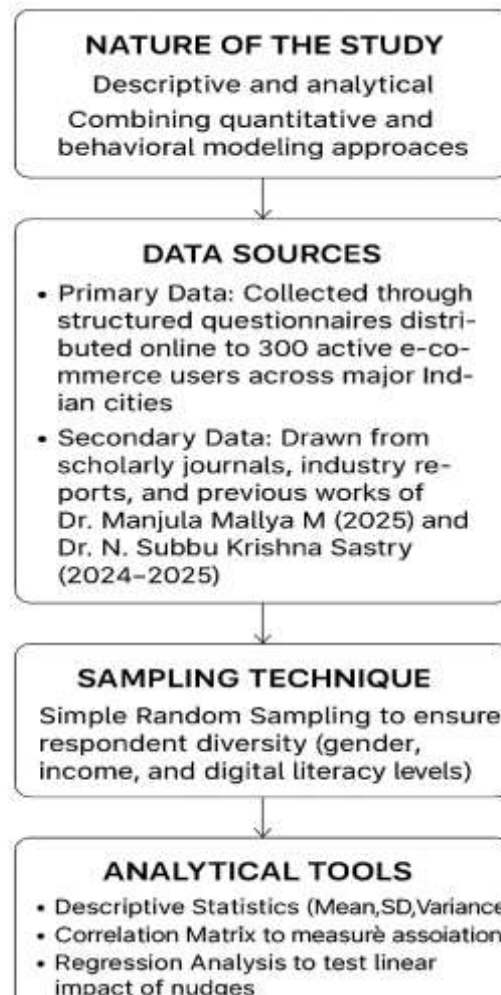 NATURE OF THE STUDY
Descriptive and analytical
Combining quantitative and
behavioral modeling approaces
DATA SOURCES
• Primary Data: Collected through
structured questionnaires distri-
buted online to 300 active e-co-
mmerce users across major Ind-
ian cities
• Secondary Data: Drawn from
scholarly journals, industry re-
ports, and previous works of
Dr. Manjula Mallya M (2025) and
Dr. N. Subbu Krishna Sastry
(2024–2025)
SAMPLING TECHNIQUE
Simple Random Sampling to ensure
respondent diversity (gender,
income, and digital literacy levels)
ANALYTICAL TOOLS
• Descriptive Statistics (Mean,SD,Variance
• Correlation Matrix to measurè assoiation
• Regression Analysis to test linear
impact of nudges